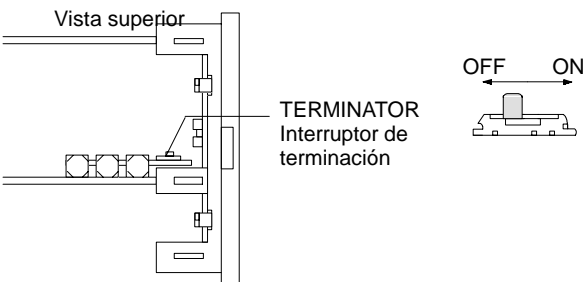 Vista superior
OFF ON
TERMINATOR
Interruptor de
terminación